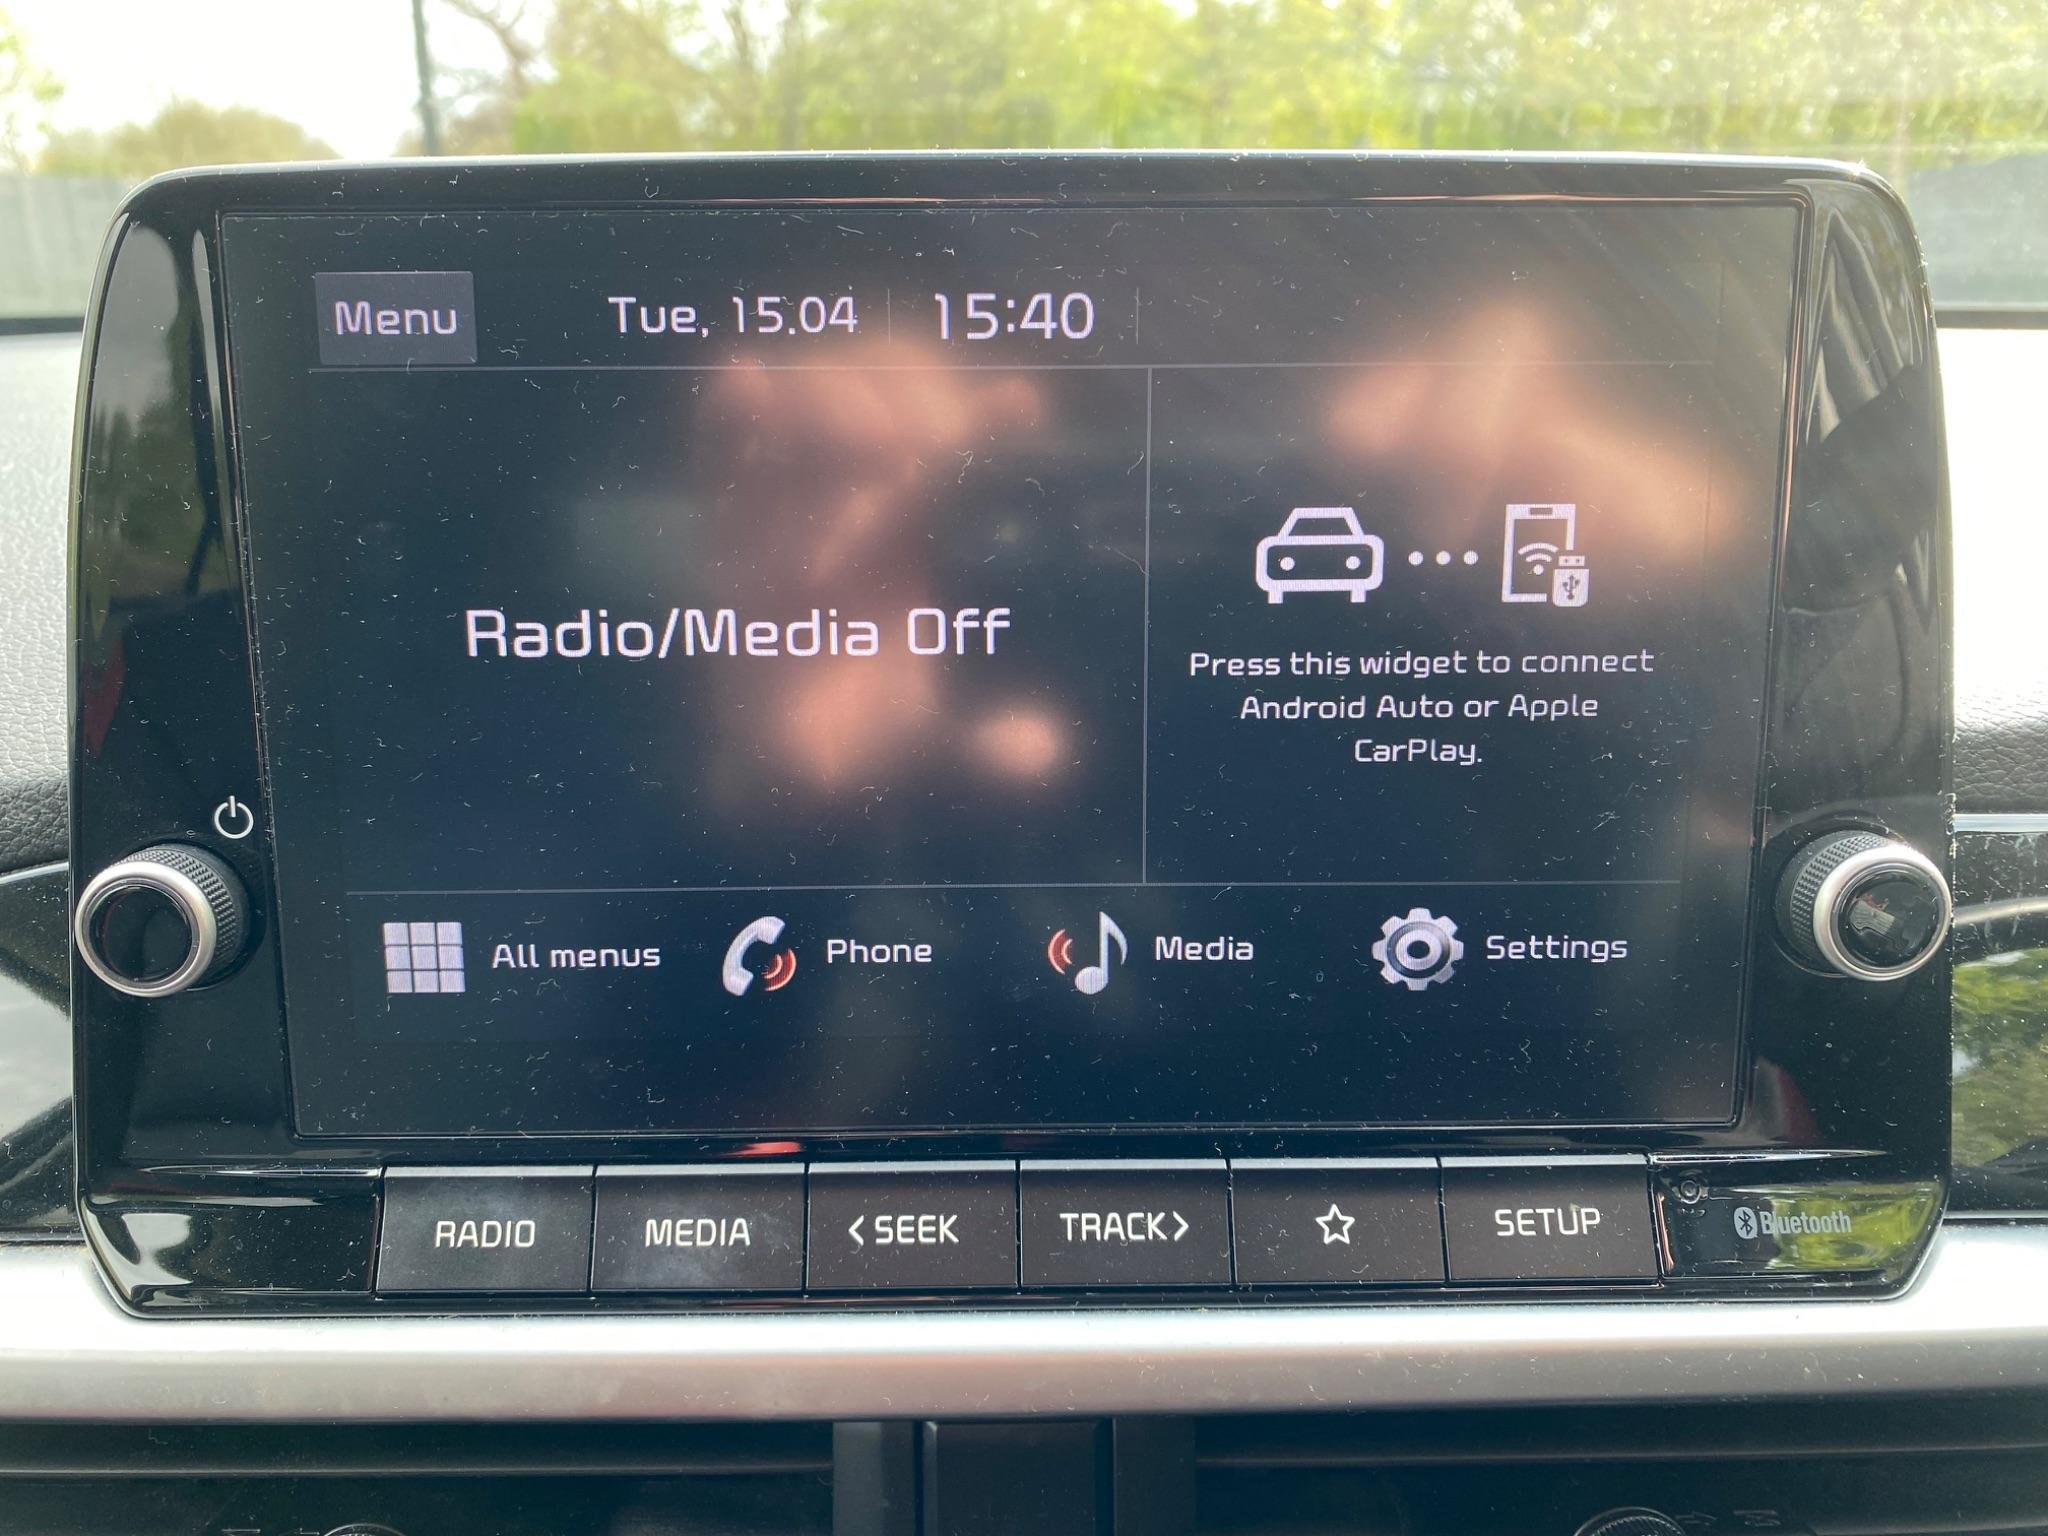 Menu
Tue, 15.04
15:40
Radio/Media Off
Press this widget to connect
Android Auto or Apple
CarPlay.
All menus
Phone
Media
Settings
RADIO
MEDIA
<SEEK
TRACK>
SETUP
Bluetooth